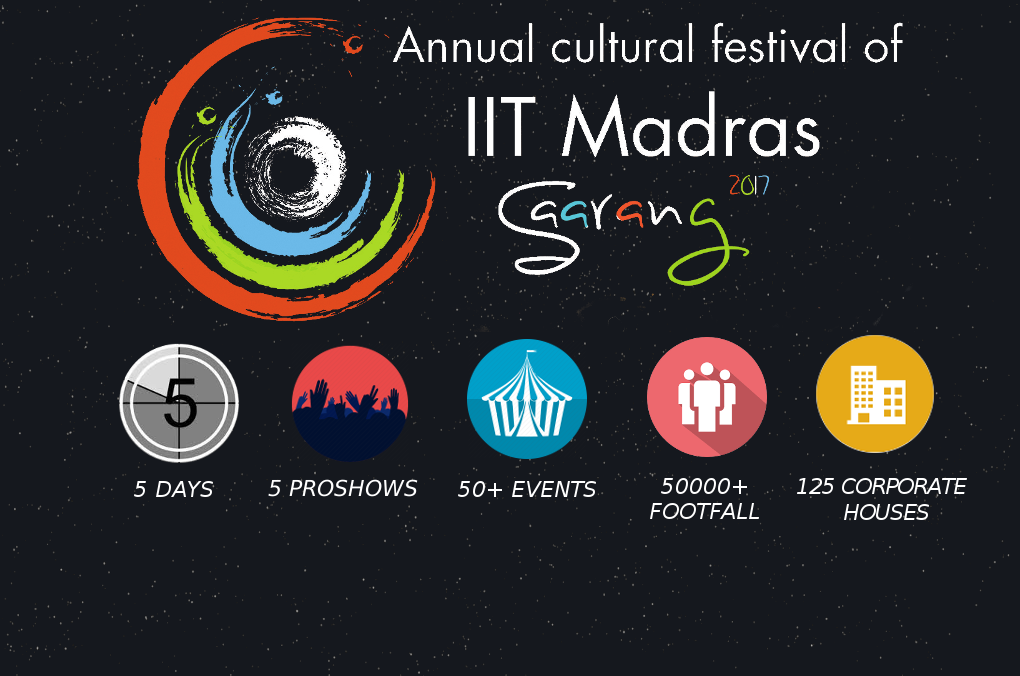 Annual cultural festival of
IIT Madras
Saarang 2017
5
5 DAYS
5 PROSHOWS
50+ EVENTS
50000+
FOOTFALL
125 CORPORATE
HOUSES